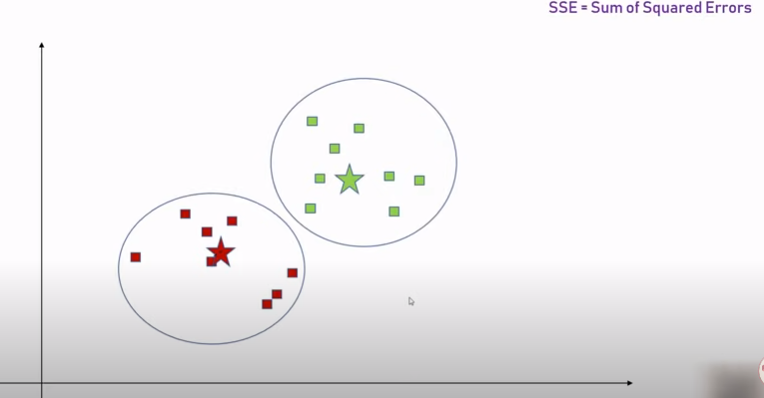 SSE = Sum of Squared Errors